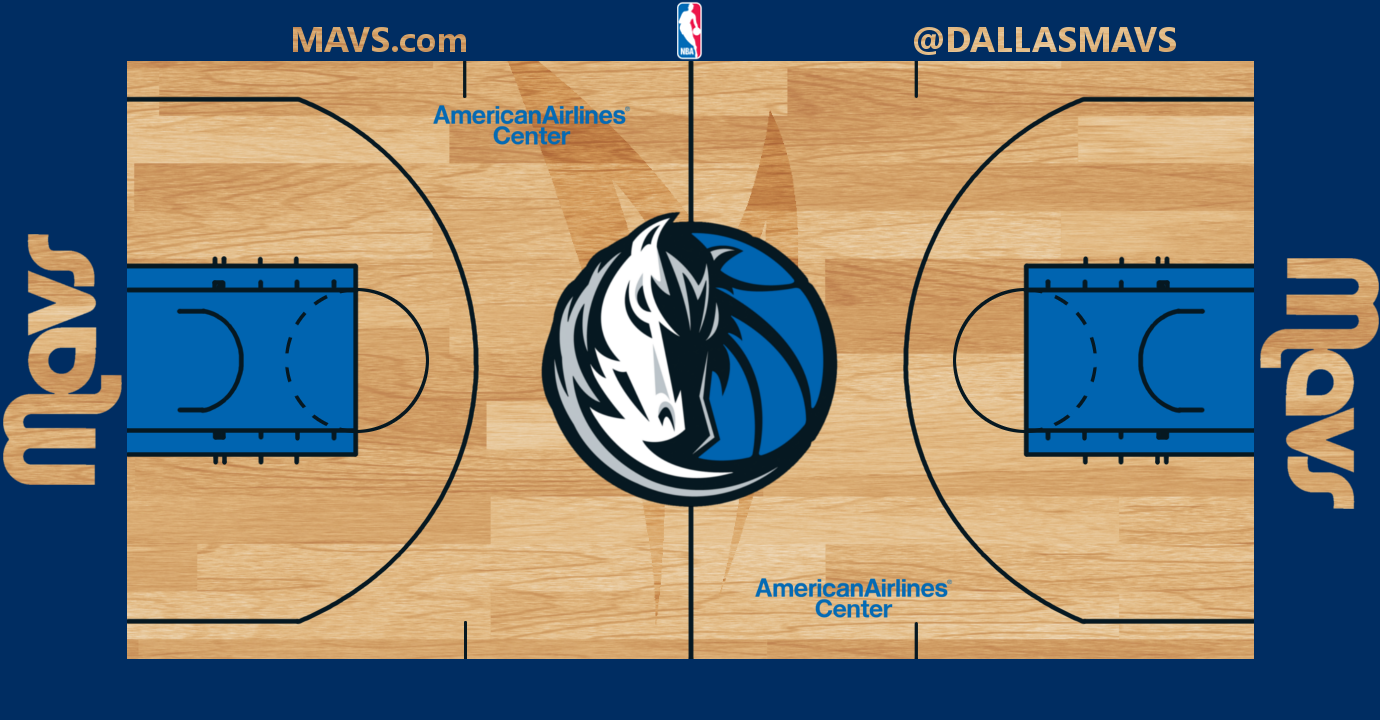 MAVS.com
NBA
@DALLASMAVS
AmericanAirlines®
Center
Mavs
Mavs
AmericanAirlines®
Center